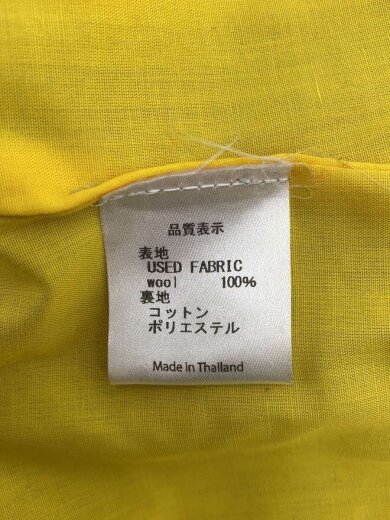 品質表示
表地
USED FABRIC
wool 100%
裏地
コットン
ポリエステル
Made in Thailand